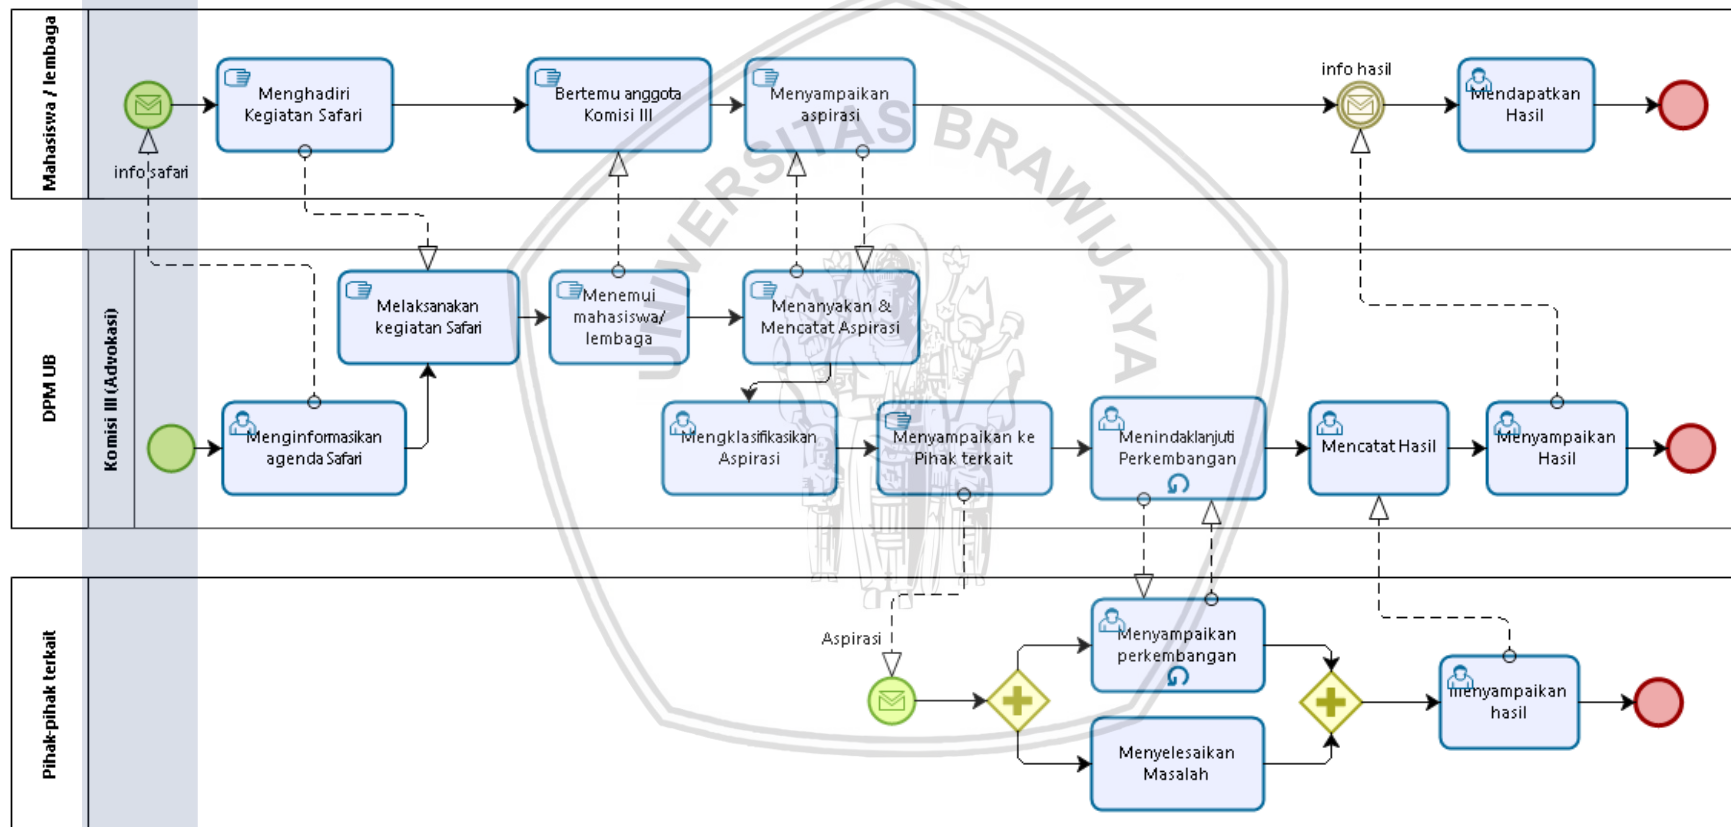 Mahasiswa / lembaga
info safari
Menghadiri
Kegiatan Safari
Bertemu anggota
Komisi III
Menyampaikan
aspirasi
info hasil
Mendapatkan
Hasil
UNIVERSITAS BRAWIJAYA
DPM UB
Komisi III (Advokasi)
Melaksanakan
kegiatan Safari
Menemui
mahasiswa/
lembaga
Menanyakan &
Mencatat Aspirasi
Menginformasikan
agenda Safari
Mengklasifikasikan
Aspirasi
Menyampaikan ke
Pihak terkait
Menindaklanjuti
Perkembangan
Mencatat Hasil
Menyampaikan
Hasil
Pihak-pihak terkait
Aspirasi
Menyampaikan
perkembangan
Menyelesaikan
Masalah
menyampaikan
hasil